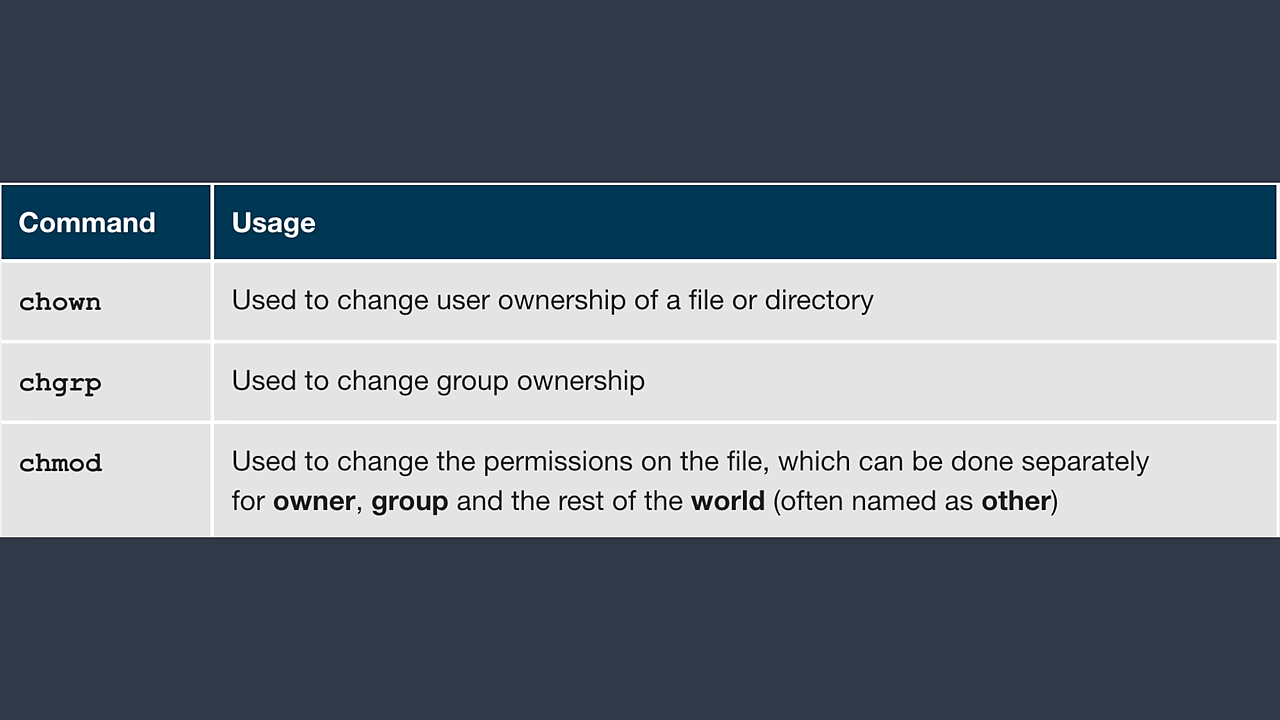 Command Usage
chown Used to change user ownership of a file or directory
chgrp Used to change group ownership
chmod Used to change the permissions on the file, which can be done separately
for owner, group and the rest of the world (often named as other)